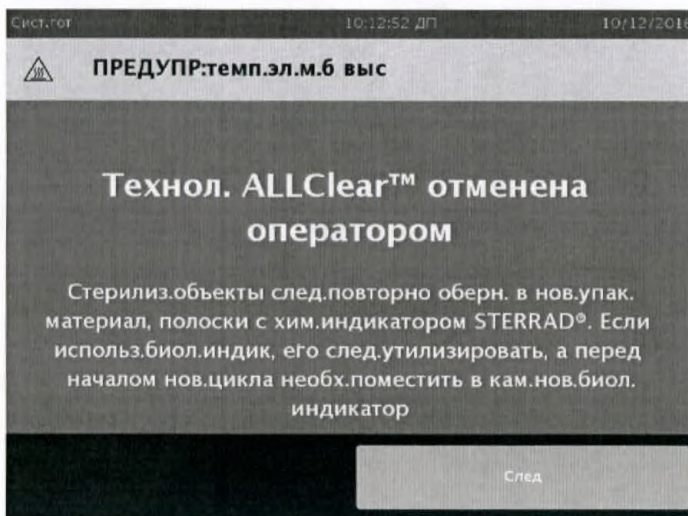 Сист.гот 10:12:52 ДП 10/12/2016
ПРЕДУПР:темп.эл.м.б выс
Технол. ALLClear™ отменена
оператором
Стерилиз.объекты след.повторно оберн. в нов.упак.
материал, полоски с хим.индикатором STERRAD®. Если
использ.биол.индик, его след.утилизировать, а перед
началом нов.цикла необх.поместить в кам.нов.биол.
индикатор
След